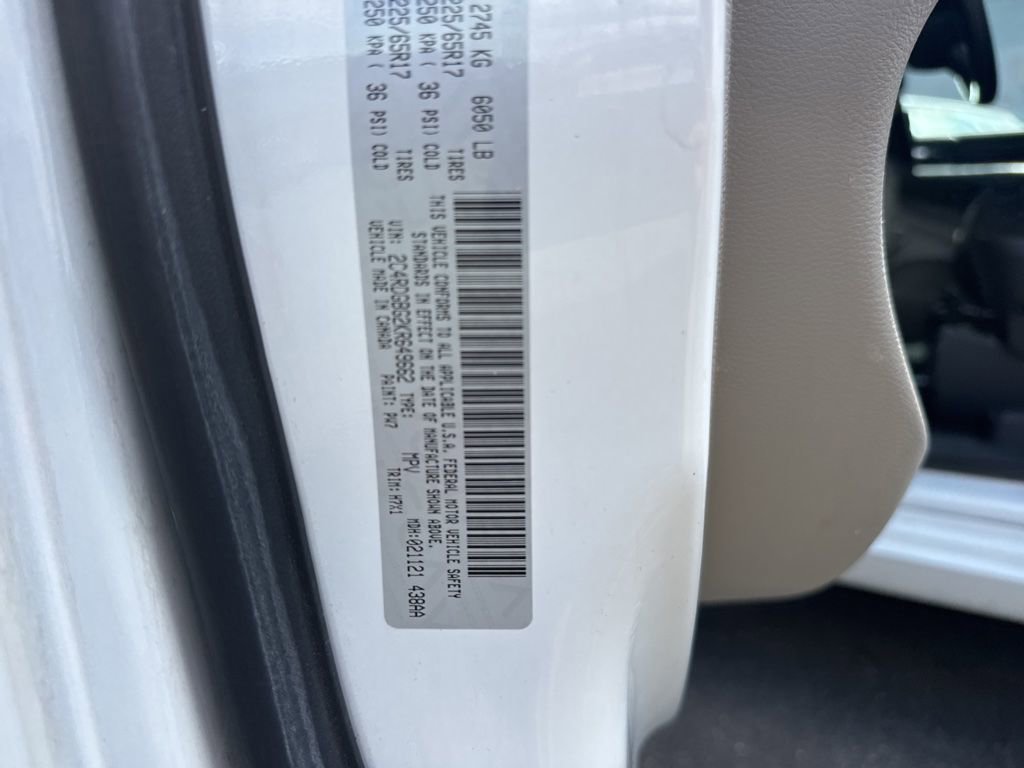 2745 KG 6050 LB
225/65R17 TIRES
250 KPA ( 36 PSI) COLD
225/65R17 TIRES
250 KPA ( 36 PSI) COLD
THIS VEHICLE CONFORMS TO ALL APPLICABLE U.S.A. FEDERAL MOTOR VEHICLE SAFETY
STANDARDS IN EFFECT ON THE DATE OF MANUFACTURE SHOWN ABOVE.
VIN: 2C4RDGBG2KR649662 TYPE: MPV MDH:021121 438AA
VEHICLE MADE IN CANADA PAINT: PW7 TRIM:H7X1